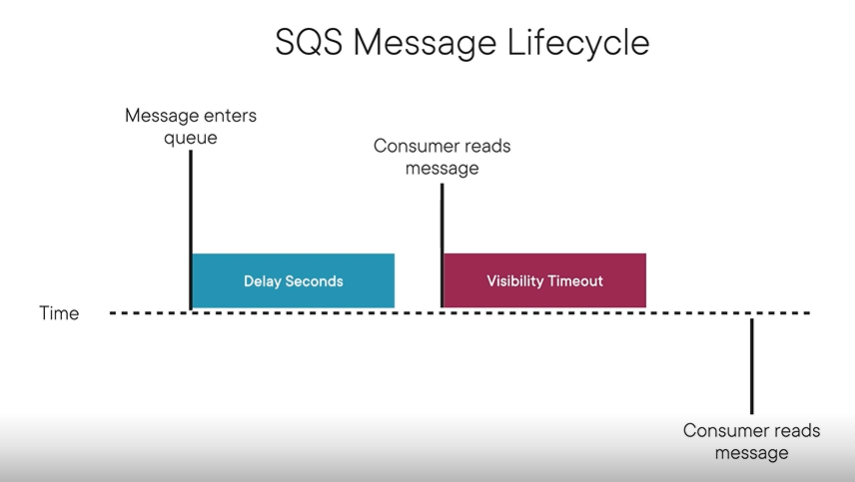 SQS Message Lifecycle
Message enters
queue
Consumer reads
message
Delay Seconds
Visibility Timeout
Time
Consumer reads
message